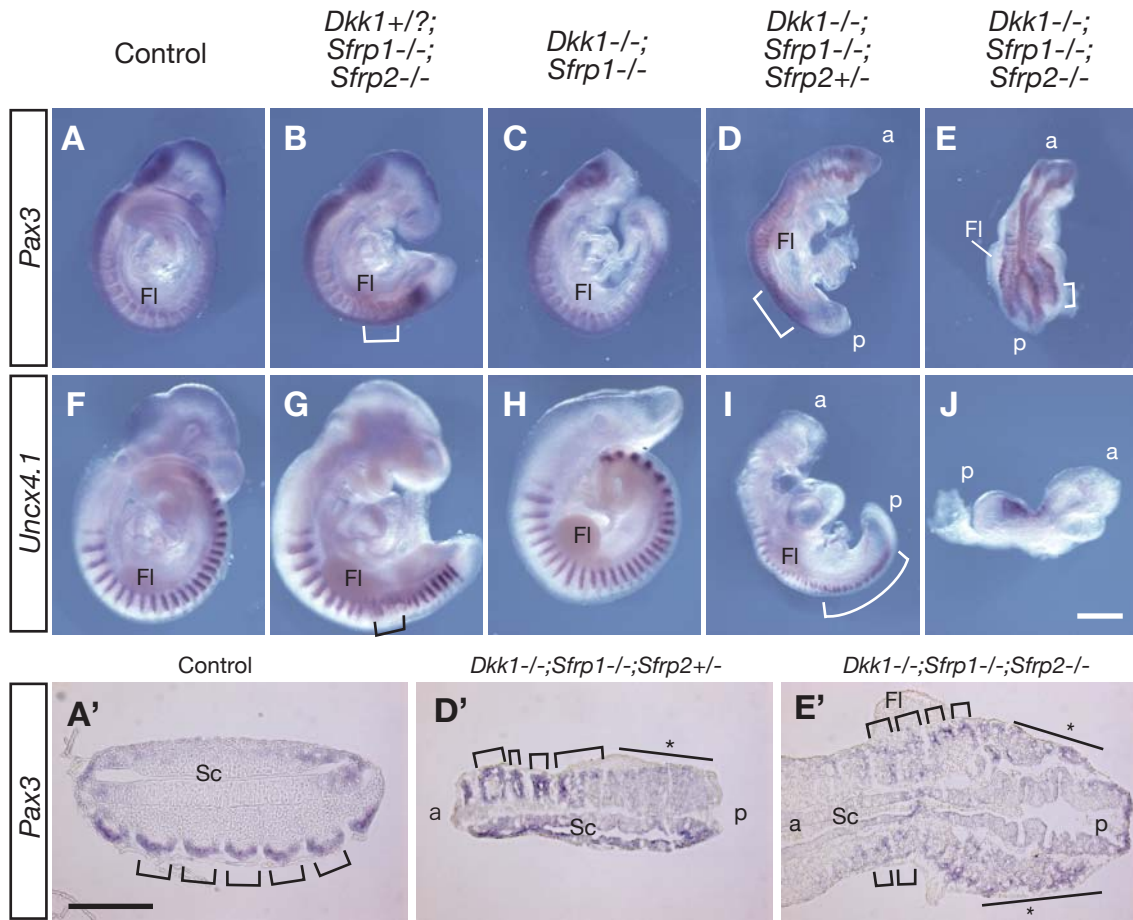 Control
Dkk1+/?;
Sfrp1-/-;
Sfrp2-/-
Dkk1-/-;
Sfrp1-/-
Dkk1-/-;
Sfrp1-/-;
Sfrp2+/-
Dkk1-/-;
Sfrp1-/-;
Sfrp2-/-
Pax3
A
Fl
B
Fl
C
Fl
D
a
Fl
p
E
a
Fl
p
Uncx4.1
F
Fl
G
Fl
H
Fl
I
a
p
Fl
J
p
a
Control
Dkk1-/-;Sfrp1-/-;Sfrp2+/-
Dkk1-/-;Sfrp1-/-;Sfrp2-/-
Pax3
A’
Sc
D’
*
a
Sc
p
E’
Fl
*
a
Sc
p
*